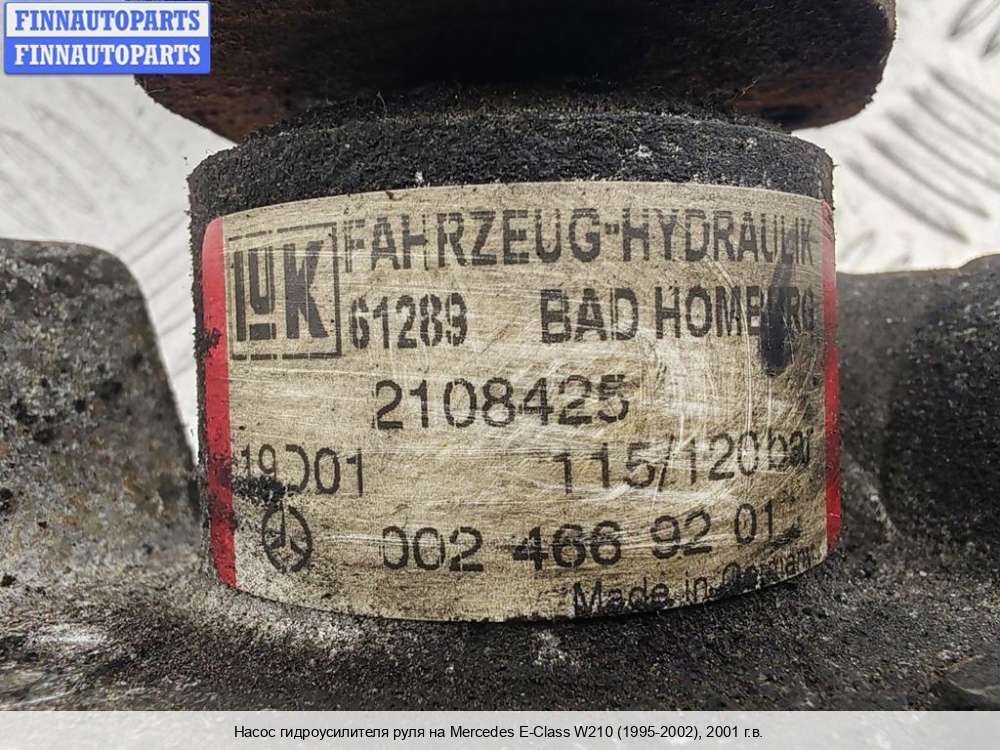 FINNAUTOPARTS
FINNAUTOPARTS
LUK FAHRZEUG-HYDRAULIK
61289 BAD HOMBURG
2108425
19001 115/120 bar
002 466 92 01
Made in Germany
Насос гидроусилителя руля на Mercedes E-Class W210 (1995-2002), 2001 г.в.